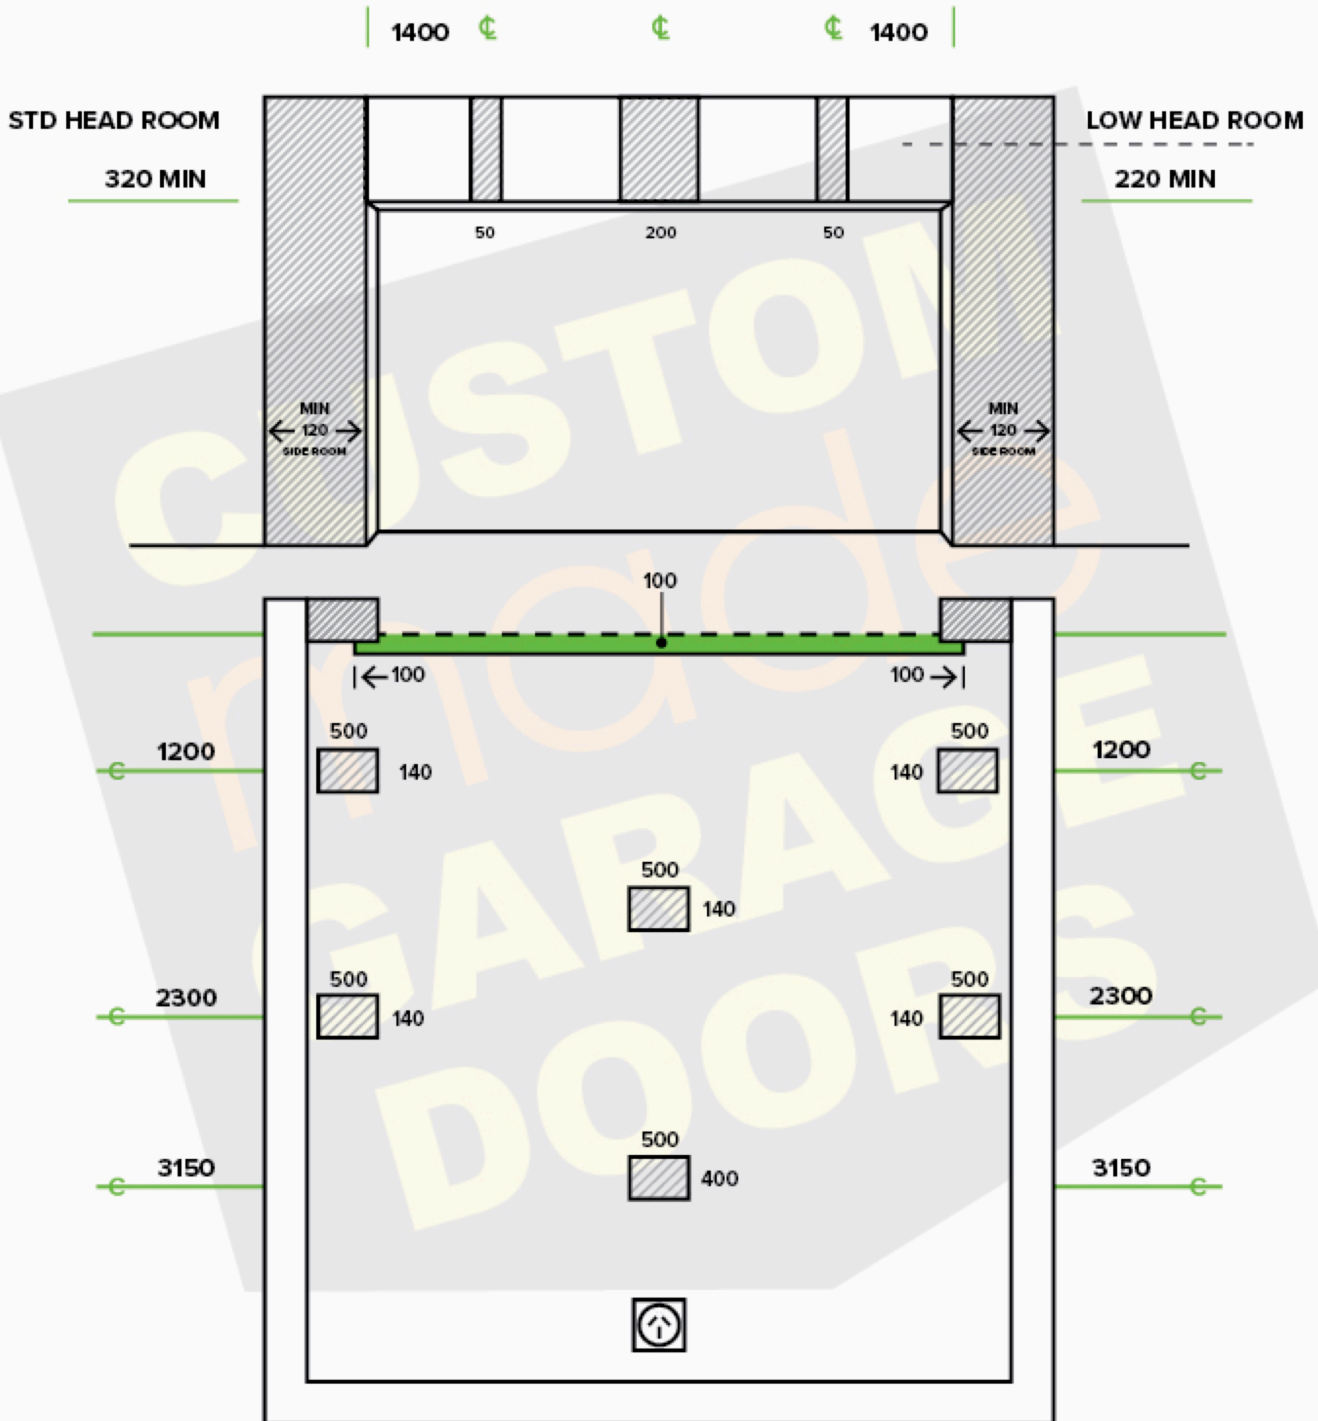 1400 ℄ ℄ ℄ 1400
STD HEAD ROOM
LOW HEAD ROOM
320 MIN
220 MIN
50 200 50
MIN
120
SIDE ROOM
MIN
120
SIDE ROOM
CUSTOM
made
GARAGE
DOORS
100
100 100
500 500
1200 C 140 140 1200 C
500
140
500 500
2300 C 140 140 2300 C
500
3150 C 400 3150 C